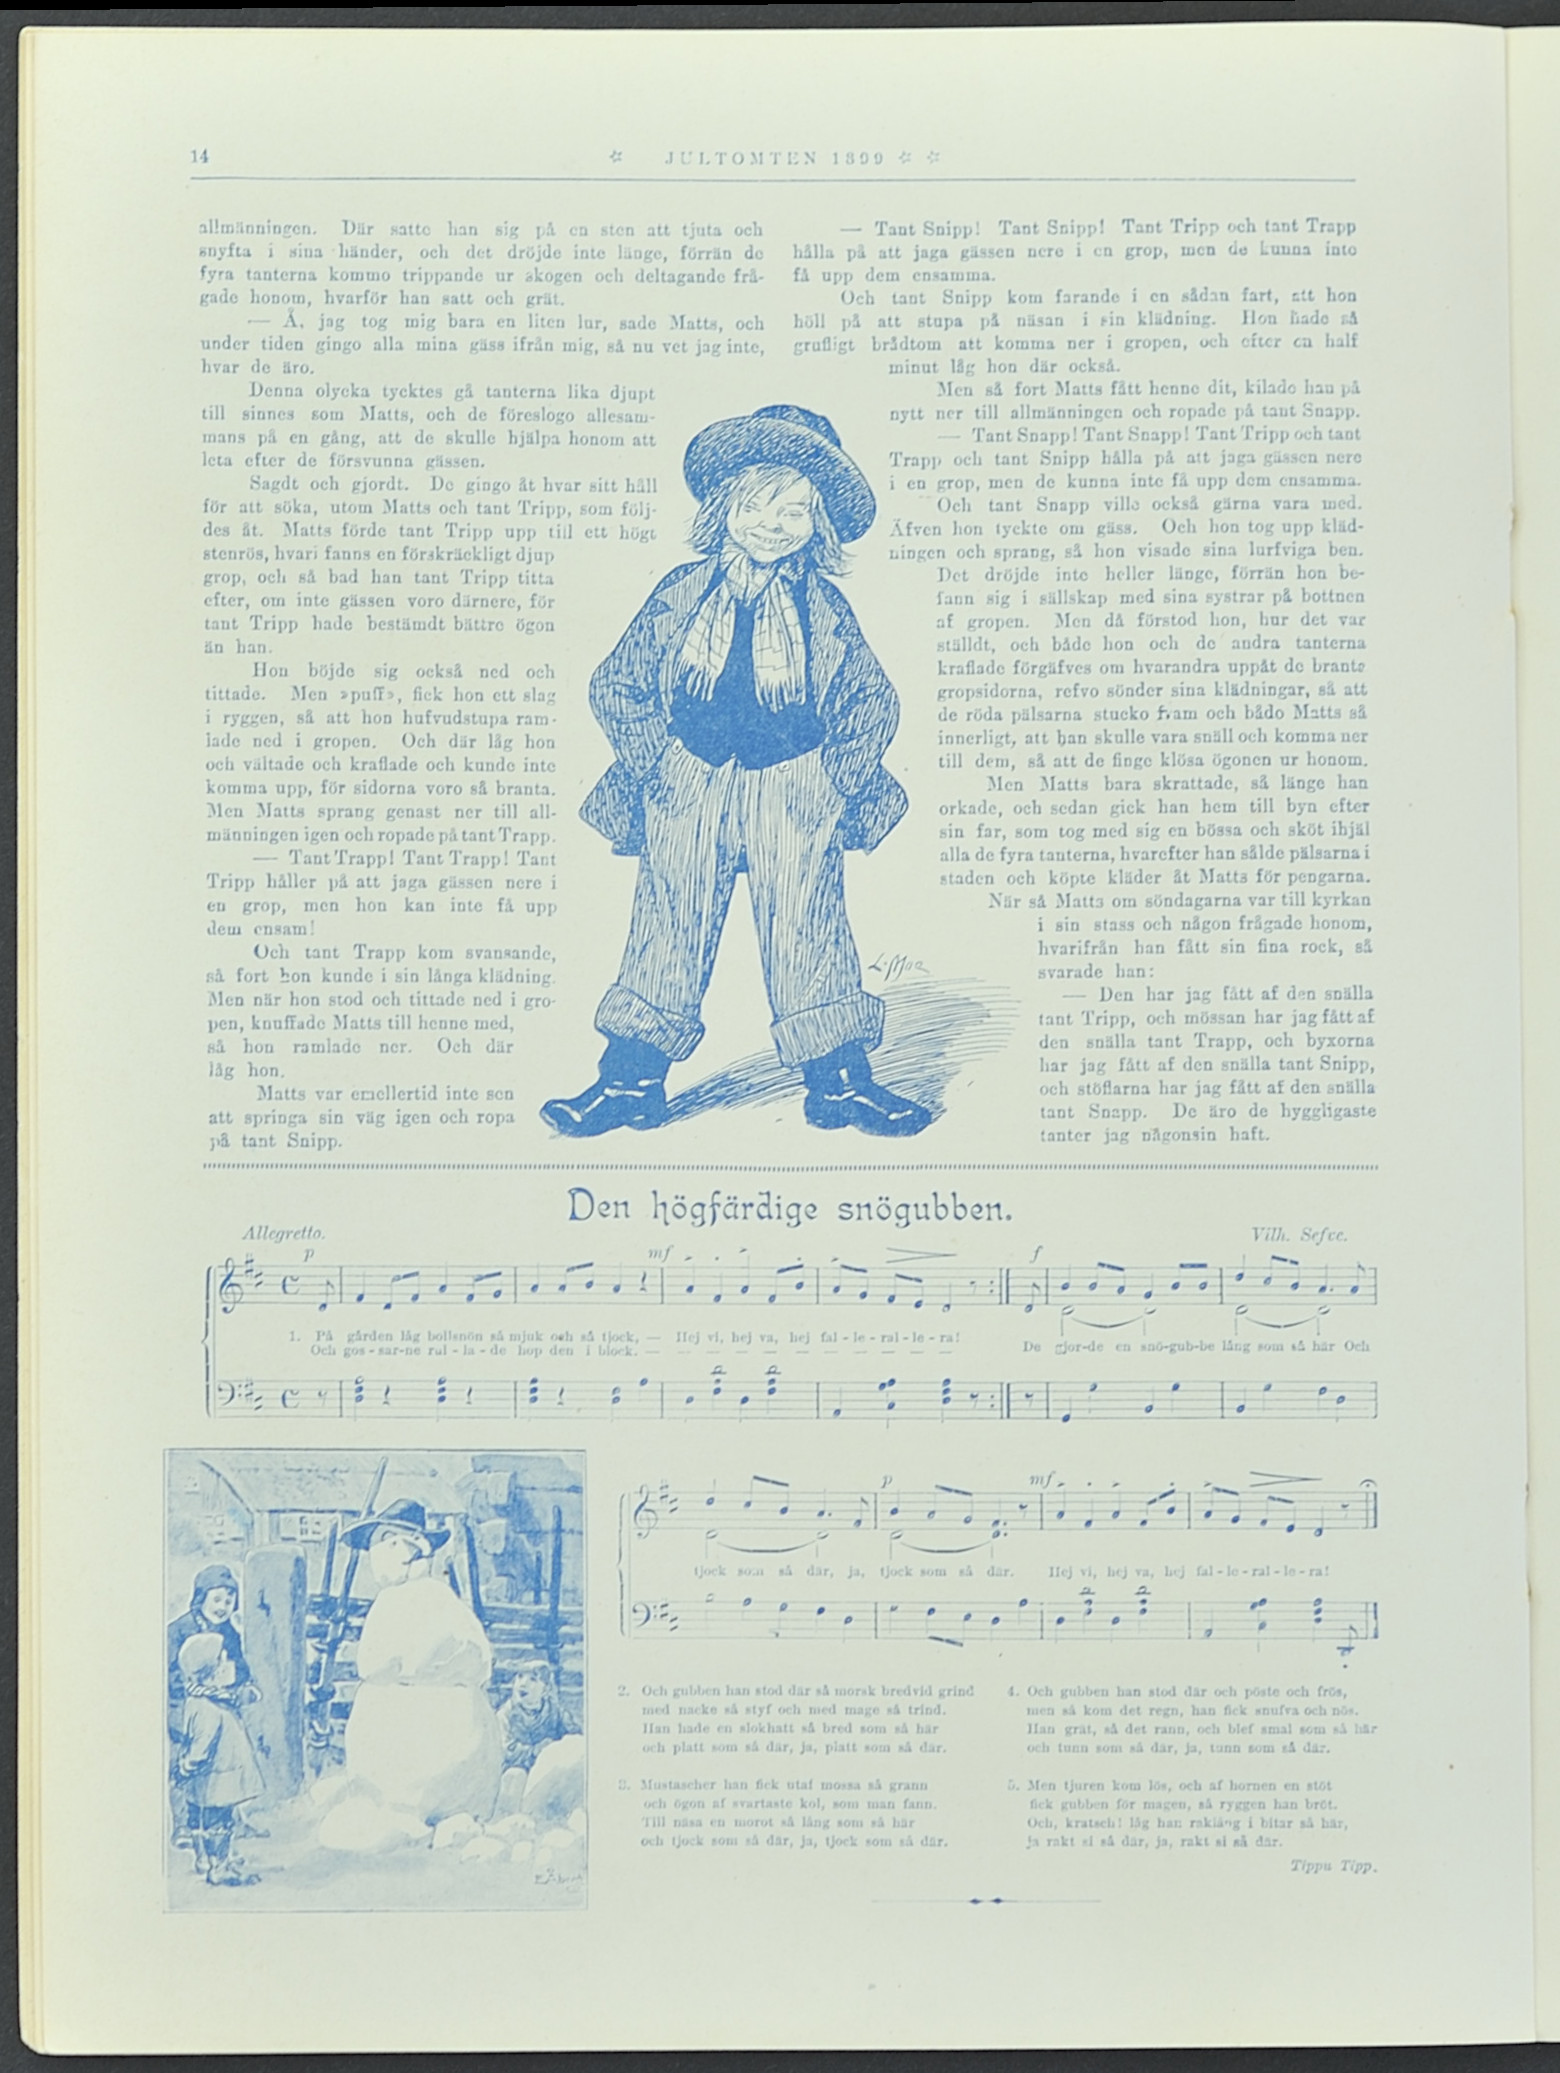 14
JULTOMTEN 1899
allmänningen. Där satte han sig på en sten att tjuta och
snyfta i sina händer, och det dröjde inte länge, förrän de
fyra tanterna kommo trippande ur skogen och deltagande frå-
gade honom, hvarför han satt och grät.
— Å, jag tog mig bara en liten lur, sade Matts, och
under tiden gingo alla mina gäss ifrån mig, så nu vet jag inte,
hvar de äro.
Denna olycka tycktes gå tanterna lika djupt
till sinnes som Matts, och de föreslogo allesam-
mans på en gång, att de skulle hjälpa honom att
leta efter de försvunna gässen.
Sagdt och gjordt. De gingo åt hvar sitt håll
för att söka, utom Matts och tant Tripp, som följ-
des åt. Matts förde tant Tripp upp till ett högt
stenrös, hvari fanns en förskräckligt djup
grop, och så bad han tant Tripp titta
efter, om inte gässen voro därnere, för
tant Tripp hade bestämdt bättre ögon
än han.
Hon böjde sig också ned och
tittade. Men »puff», fick hon ett slag
i ryggen, så att hon hufvudstupa ram-
lade ned i gropen. Och där låg hon
och vältade och kraflade och kunde inte
komma upp, för sidorna voro så branta.
Men Matts sprang genast ner till all-
männingen igen och ropade på tant Trapp.
— Tant Trapp! Tant Trapp! Tant
Tripp håller på att jaga gässen nere i
en grop, men hon kan inte få upp
dem ensam!
Och tant Trapp kom svansande,
så fort hon kunde i sin långa klädning.
Men när hon stod och tittade ned i gro-
pen, knuffade Matts till henne med,
så hon ramlade ner. Och där
låg hon.
Matts var emellertid inte sen
att springa sin väg igen och ropa
på tant Snipp.
— Tant Snipp! Tant Snipp! Tant Tripp och tant Trapp
hålla på att jaga gässen nere i en grop, men de kunna inte
få upp dem ensamma.
Och tant Snipp kom farande i en sådan fart, att hon
höll på att stupa på näsan i sin klädning. Hon hade så
grufligt brådtom att komma ner i gropen, och efter en half
minut låg hon där också.
Men så fort Matts fått henne dit, kilade han på
nytt ner till allmänningen och ropade på tant Snapp.
— Tant Snapp! Tant Snapp! Tant Tripp och tant
Trapp och tant Snipp hålla på att jaga gässen nere
i en grop, men de kunna inte få upp dem ensamma.
Och tant Snapp ville också gärna vara med.
Äfven hon tyckte om gäss. Och hon tog upp kläd-
ningen och sprang, så hon visade sina lurfviga ben.
Det dröjde inte heller länge, förrän hon be-
fann sig i sällskap med sina systrar på bottnen
af gropen. Men då förstod hon, hur det var
ställdt, och både hon och de andra tanterna
kraflade förgäfves om hvarandra uppåt de branta
gropsidorna, refvo sönder sina klädningar, så att
de röda pälsarna stucko fram och bådo Matts så
innerligt, att han skulle vara snäll och komma ner
till dem, så att de finge klösa ögonen ur honom.
Men Matts bara skrattade, så länge han
orkade, och sedan gick han hem till byn efter
sin far, som tog med sig en bössa och sköt ihjäl
alla de fyra tanterna, hvarefter han sålde pälsarna i
staden och köpte kläder åt Matts för pengarna.
När så Matts om söndagarna var till kyrkan
i sin stass och någon frågade honom,
hvarifrån han fått sin fina rock, så
svarade han:
— Den har jag fått af den snälla
tant Tripp, och mössan har jag fått af
den snälla tant Trapp, och byxorna
har jag fått af den snälla tant Snipp,
och stöflarna har jag fått af den snälla
tant Snapp. De äro de hyggligaste
tanter jag någonsin haft.
L. Moe
Den högfärdige snögubben.
Allegretto.
Vilh. Sefve.
p mf f
1. På gården låg bollsnön så mjuk och så tjock, — Hej vi, hej va, hej fal-le-ral-le-ra! De gjor-de en snö-gub-be lång som så här Och
Och gos-sar-ne rul-la-de hop den i block. —
p mf
tjock som så där, ja, tjock som så där. Hej vi, hej va, hej fal-le-ral-le-ra!
2. Och gubben han stod där så morsk bredvid grind
med nacke så styf och med mage så trind.
Han hade en slokhatt så bred som så här
och platt som så där, ja, platt som så där.
3. Mustascher han fick utaf mossa så grann
och ögon af svartaste kol, som man fann.
Till näsa en morot så lång som så här
och tjock som så där, ja, tjock som så där.
4. Och gubben han stod där och pöste och frös,
men så kom det regn, han fick snufva och nös.
Han grät, så det rann, och blef smal som så här
och tunn som så där, ja, tunn som så där.
5. Men tjuren kom lös, och af hornen en stöt
fick gubben för magen, så ryggen han bröt.
Och, kratsch! låg han raklång i bitar så här,
ja rakt si så där, ja, rakt si så där.
Tippu Tipp.